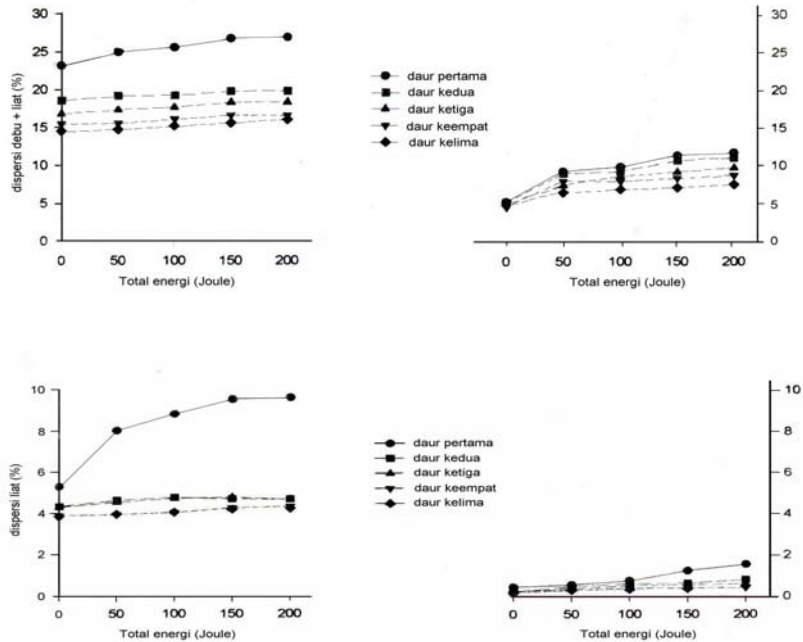 30
25
20
15
10
5
0
dispersi debu + liat (%)
0 50 100 150 200
Total energi (Joule)
daur pertama
daur kedua
daur ketiga
daur keempat
daur kelima
30
25
20
15
10
5
0
0 50 100 150 200
Total energi (Joule)
10
8
6
4
2
0
dispersi liat (%)
0 50 100 150 200
Total energi (Joule)
daur pertama
daur kedua
daur ketiga
daur keempat
daur kelima
10
8
6
4
2
0
0 50 100 150 200
Total energi (Joule)